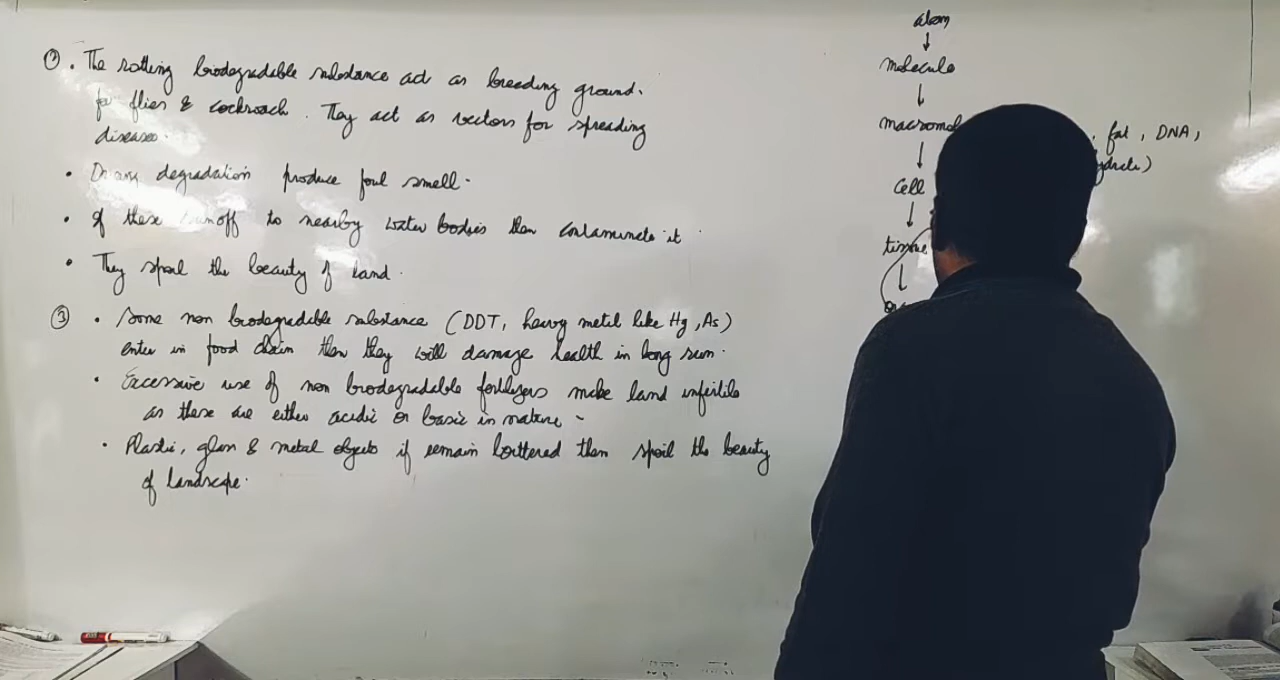 • The rotting biodegradable substance act as breeding ground
for flies & cockroach. They act as vectors for spreading
diseases.
• degradation produce foul smell.
• If these runoff to nearby water bodies then contaminate it
• They spoil the beauty of land.
③ • Some non biodegradable substance (DDT, heavy metal like Hg, As)
enter in food chain then they will damage health in long run.
• Excessive use of non biodegradable fertilizers make land infertile
as these are either acidic or basic in nature.
• Plastic, glass & metal objects if remain littered then spoil the beauty
of landscape.
atom
↓
molecule
↓
macromol , fat, DNA,
↓
Cell
↓
tissue
↓